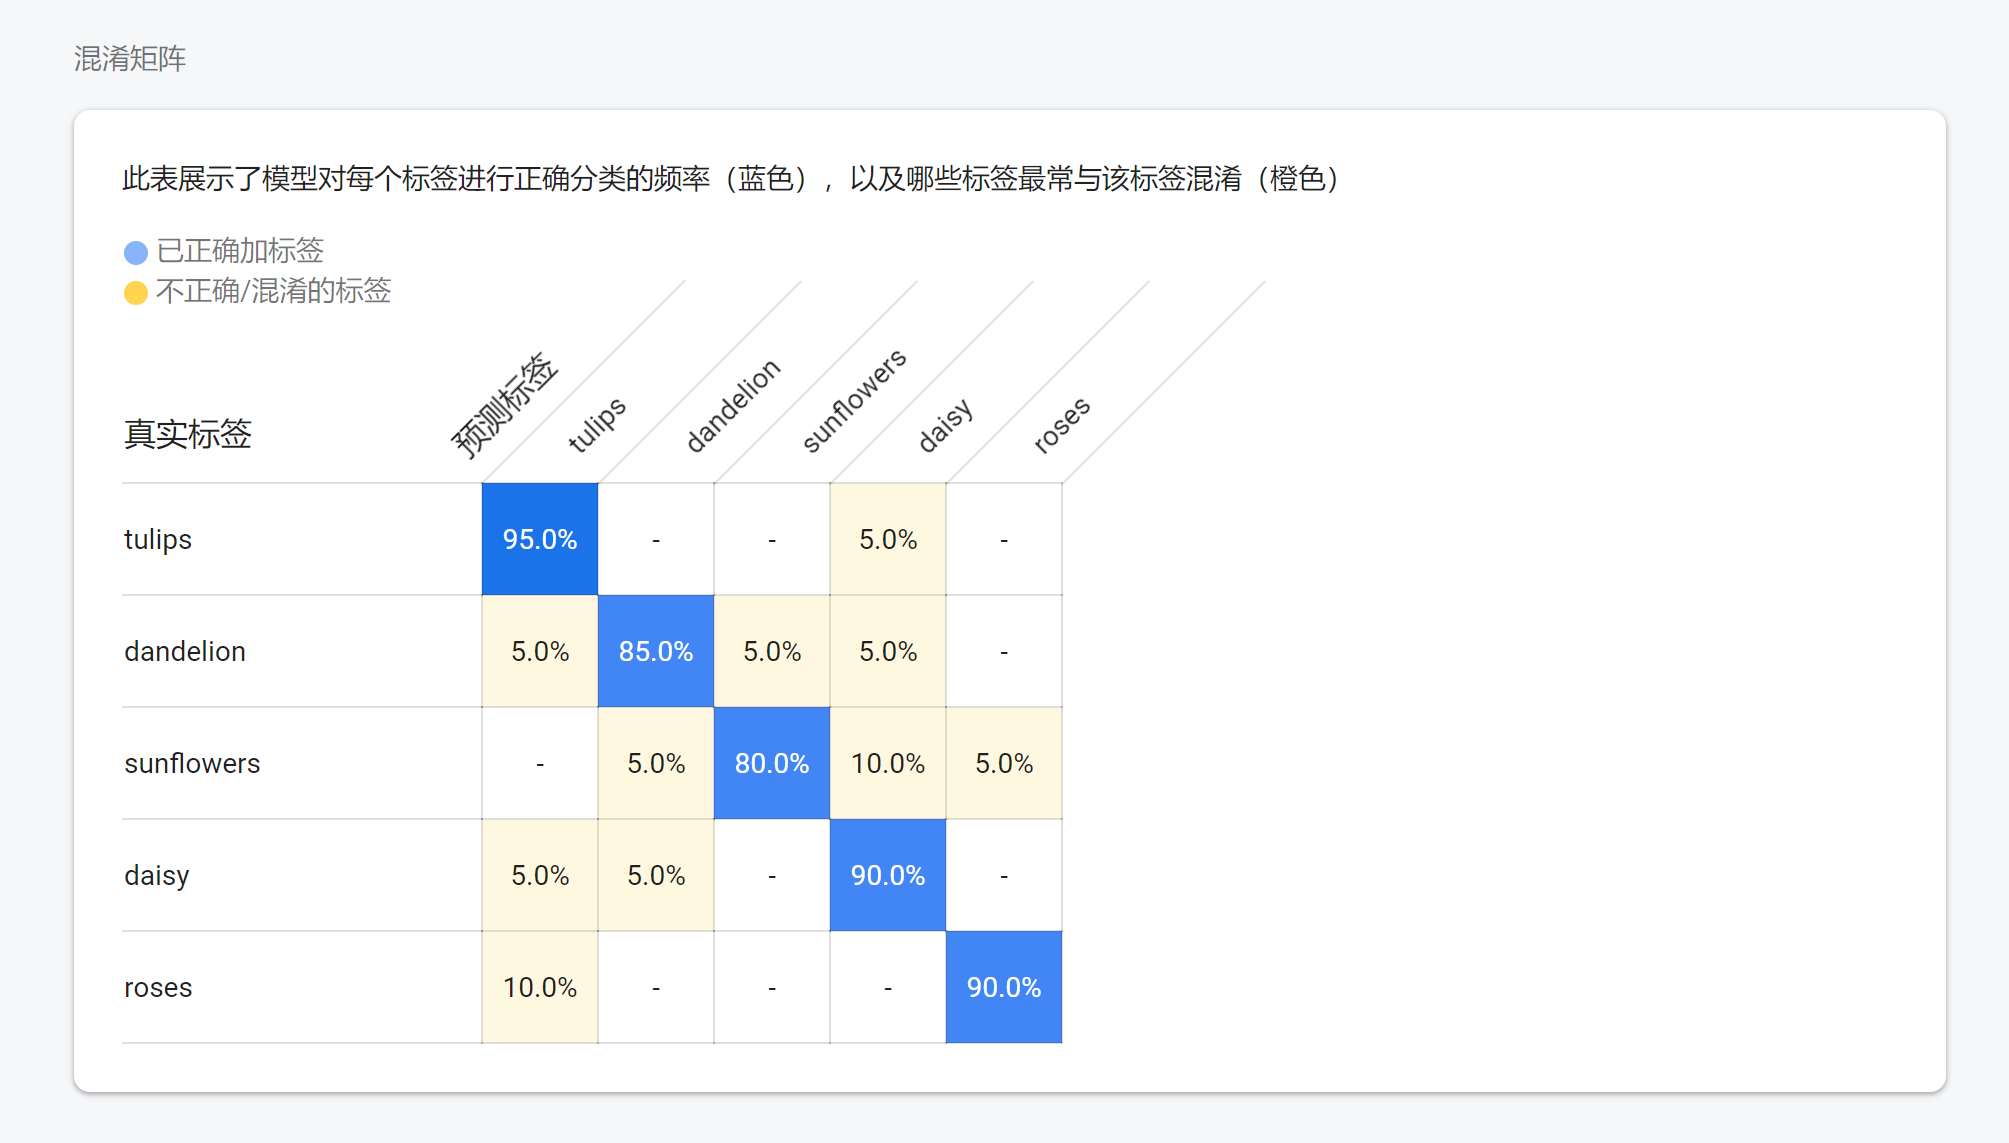 混淆矩阵
此表展示了模型对每个标签进行正确分类的频率（蓝色），以及哪些标签最常与该标签混淆（橙色）
已正确加标签
不正确/混淆的标签
真实标签 预测标签 tulips dandelion sunflowers daisy roses
tulips 95.0% - - 5.0% -
dandelion 5.0% 85.0% 5.0% 5.0% -
sunflowers - 5.0% 80.0% 10.0% 5.0%
daisy 5.0% 5.0% - 90.0% -
roses 10.0% - - - 90.0%